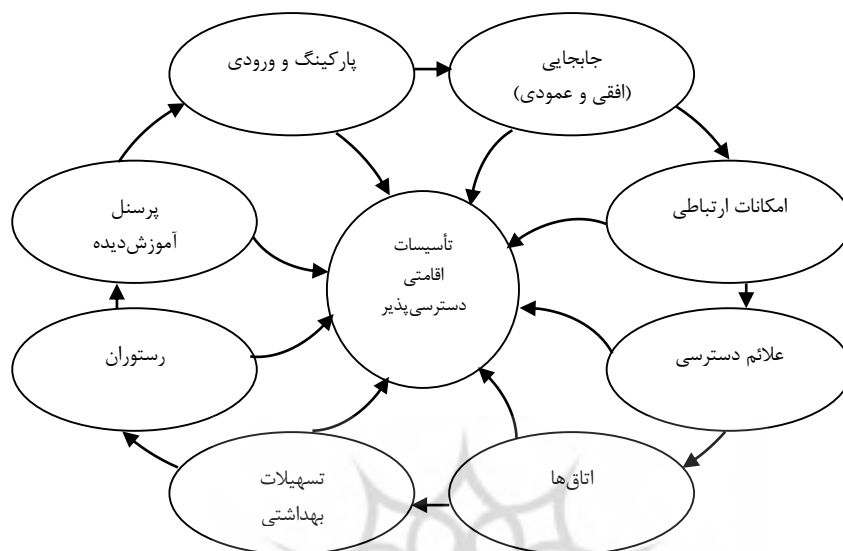 پارکینگ و ورودی
جابجایی
(افقی و عمودی)
امکانات ارتباطی
علائم دسترسی
اتاق‌ها
تسهیلات
بهداشتی
رستوران
پرسنل
آموزش‌دیده
تأسیسات
اقامتی
دسترسی‌پذیر